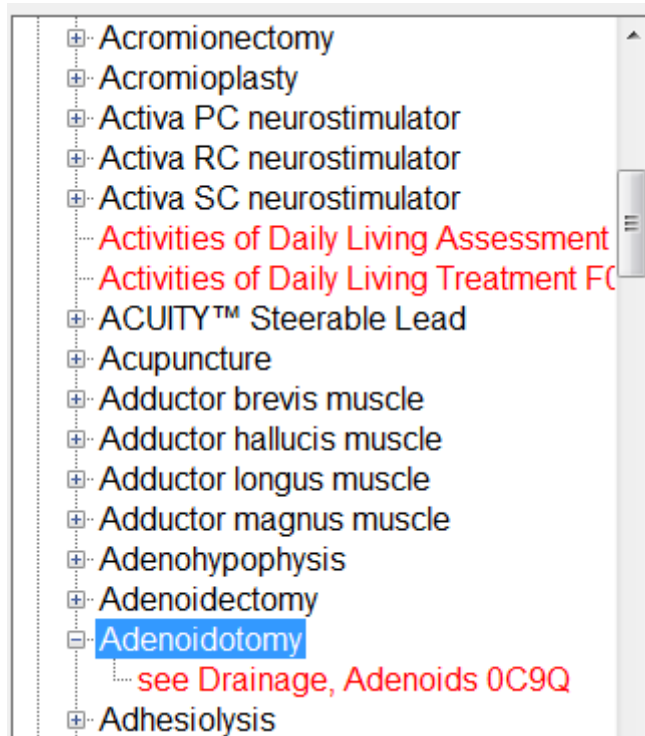 Acromionectomy
Acromioplasty
Activa PC neurostimulator
Activa RC neurostimulator
Activa SC neurostimulator
Activities of Daily Living Assessment
Activities of Daily Living Treatment F0
ACUITY™ Steerable Lead
Acupuncture
Adductor brevis muscle
Adductor hallucis muscle
Adductor longus muscle
Adductor magnus muscle
Adenohypophysis
Adenoidectomy
Adenoidotomy
see Drainage, Adenoids 0C9Q
Adhesiolysis